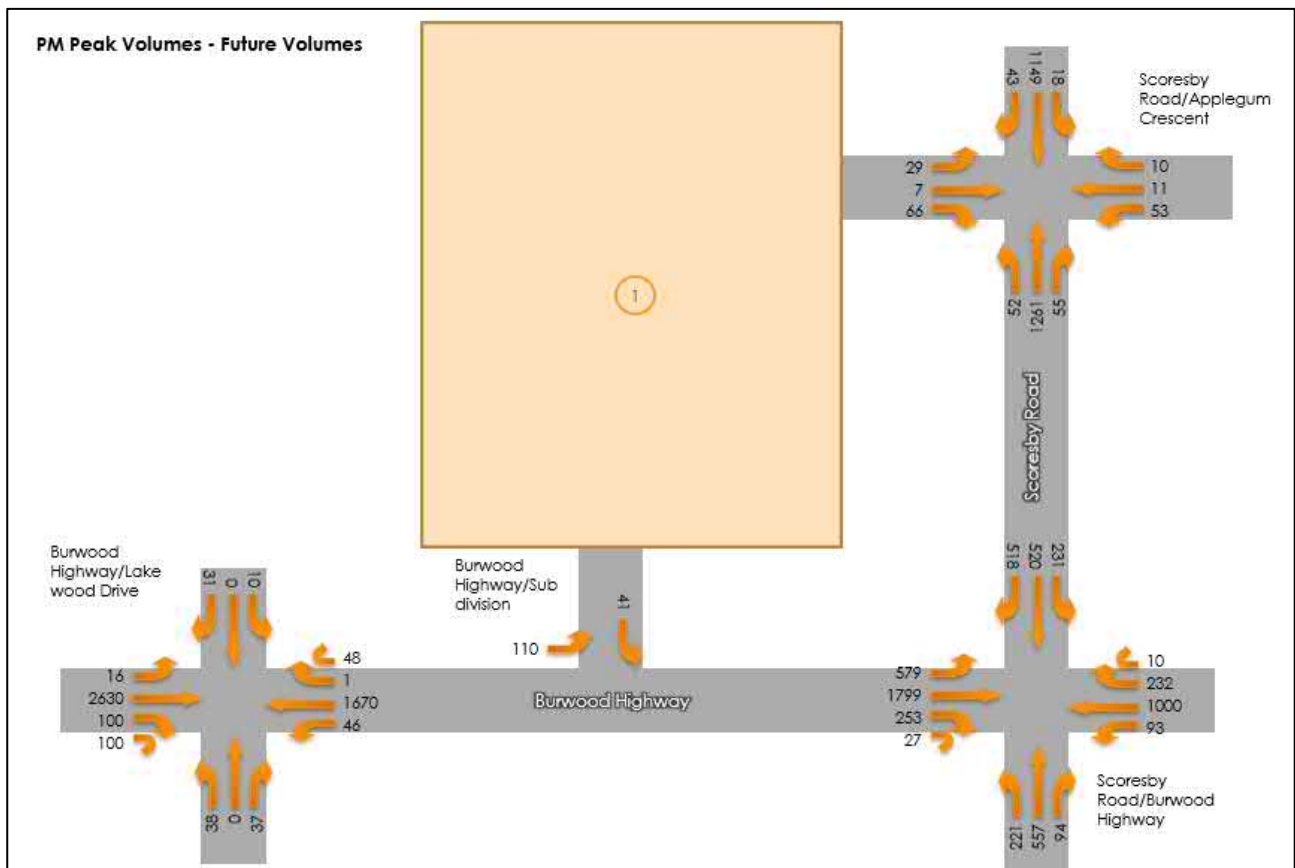 PM Peak Volumes - Future Volumes
43
1149
18
Scoresby
Road/Applegum
Crescent
29
7
66
10
11
53
1
52
1261
55
Scoresby Road
Burwood
Highway/Lake
wood Drive
31
0
10
Burwood
Highway/Sub
division
41
110
518
520
231
16
2630
100
100
48
1
1670
46
Burwood Highway
579
1799
253
27
10
232
1000
93
38
0
37
221
557
94
Scoresby
Road/Burwood
Highway